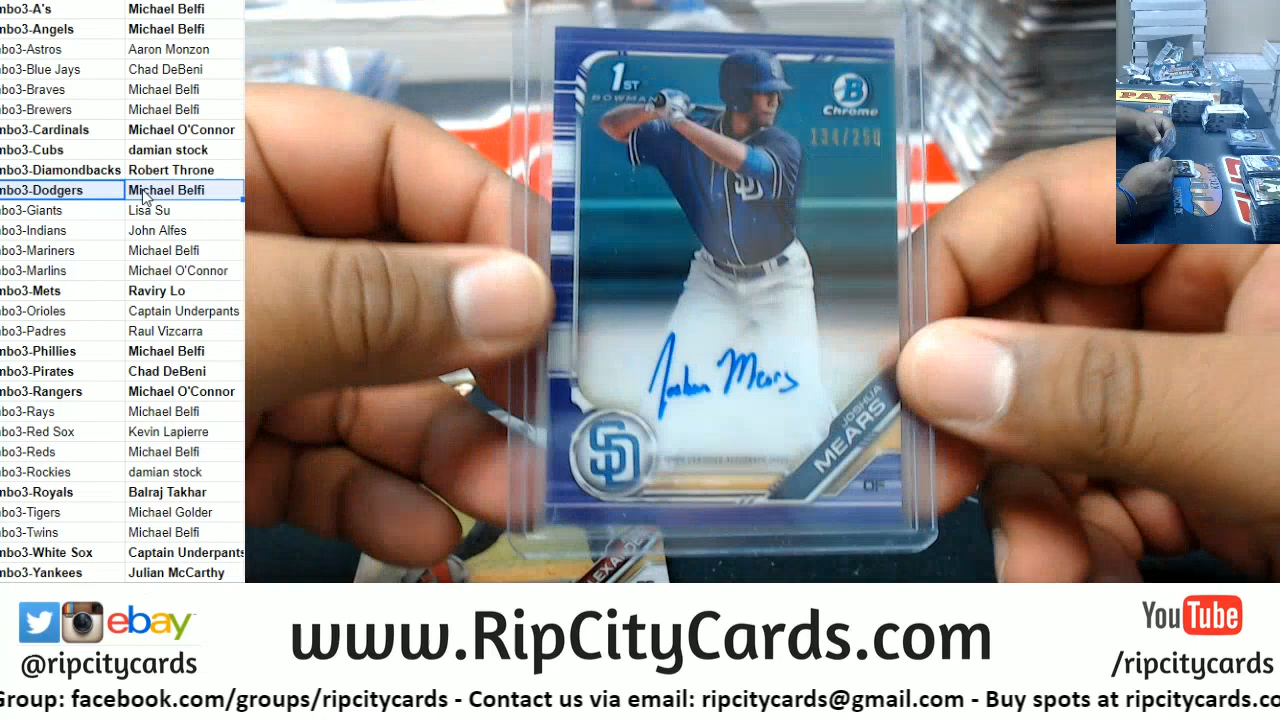 mbo3-A's Michael Belfi
mbo3-Angels Michael Belfi
mbo3-Astros Aaron Monzon
mbo3-Blue Jays Chad DeBeni
mbo3-Braves Michael Belfi
mbo3-Brewers Michael Belfi
mbo3-Cardinals Michael O'Connor
mbo3-Cubs damian stock
mbo3-Diamondbacks Robert Throne
mbo3-Dodgers Michael Belfi
mbo3-Giants Lisa Su
mbo3-Indians John Alfes
mbo3-Mariners Michael Belfi
mbo3-Marlins Michael O'Connor
mbo3-Mets Raviry Lo
mbo3-Orioles Captain Underpants
mbo3-Padres Raul Vizcarra
mbo3-Phillies Michael Belfi
mbo3-Pirates Chad DeBeni
mbo3-Rangers Michael O'Connor
mbo3-Rays Michael Belfi
mbo3-Red Sox Kevin Lapierre
mbo3-Reds Michael Belfi
mbo3-Rockies damian stock
mbo3-Royals Balraj Takhar
mbo3-Tigers Michael Golder
mbo3-Twins Michael Belfi
mbo3-White Sox Captain Underpants
mbo3-Yankees Julian McCarthy
1ST
BOWMAN
B
Chrome
134/250
SD
Joshua Mears
JOSHUA
MEARS
SD
OF
ALEXANDE
PANI
ebay
@ripcitycards
www.RipCityCards.com
YouTube
/ripcitycards
Group: facebook.com/groups/ripcitycards - Contact us via email: ripcitycards@gmail.com - Buy spots at ripcitycards.co